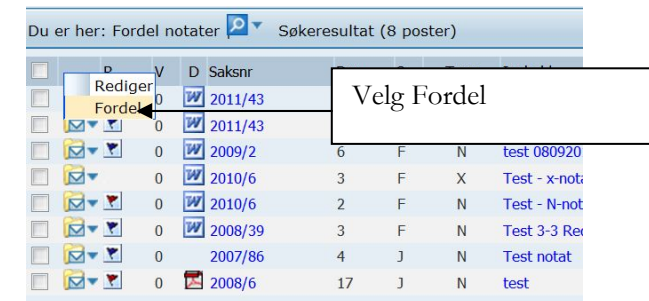 Du er her: Fordel notater Søkeresultat (8 poster)
V D Saksnr
Rediger
0 2011/43
Velg Fordel
Fordel
0 2011/43
0 2009/2 6 F N test 080920
0 2010/6 3 F X Test - x-nota
0 2010/6 2 F N Test - N-not
0 2008/39 3 F N Test 3-3 Red
0 2007/86 4 J N Test notat
0 2008/6 17 J N test